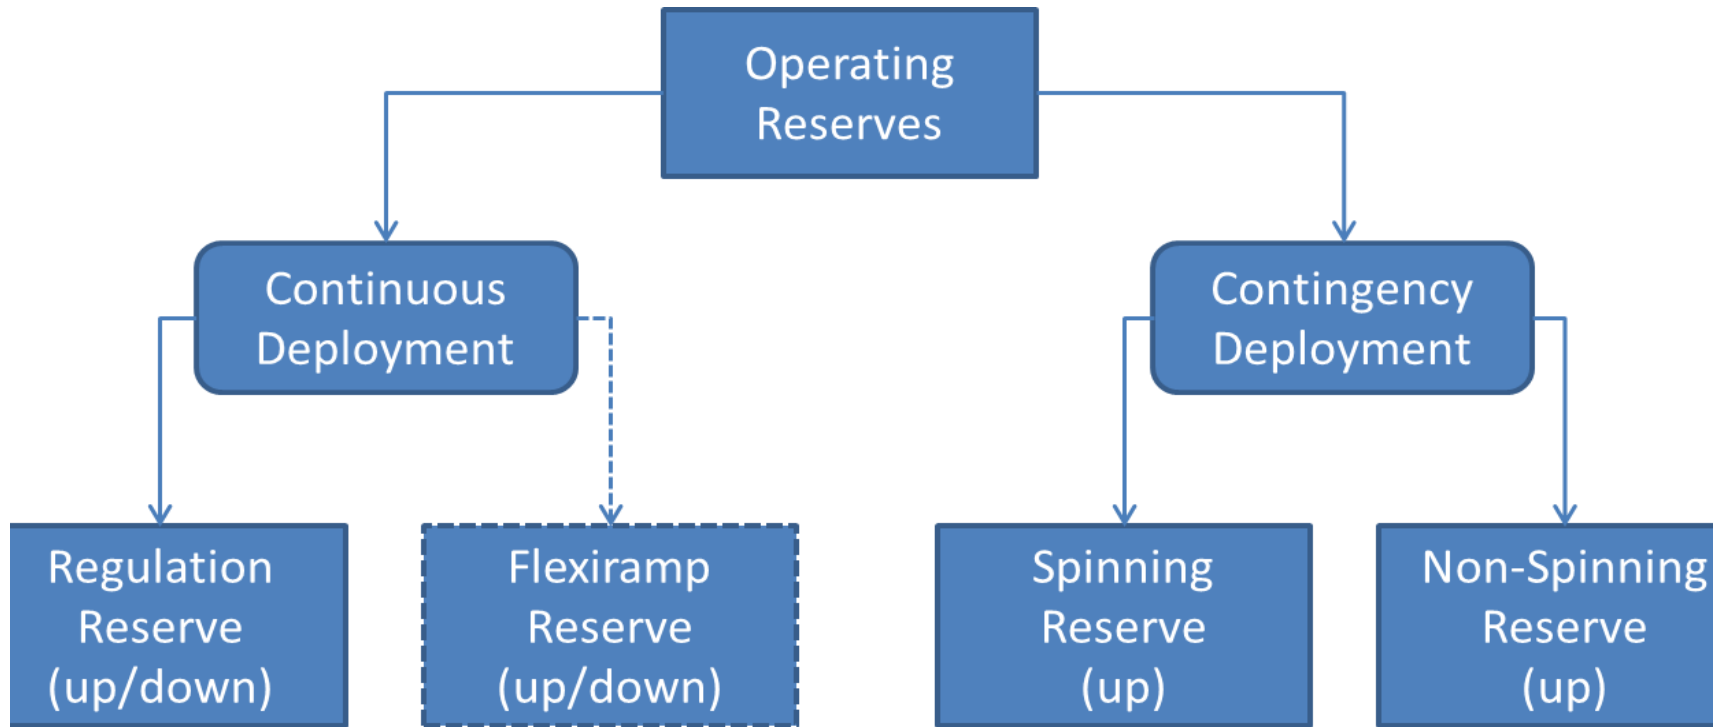 Operating
Reserves
Continuous
Deployment
Contingency
Deployment
Regulation
Reserve
(up/down)
Flexiramp
Reserve
(up/down)
Spinning
Reserve
(up)
Non-Spinning
Reserve
(up)